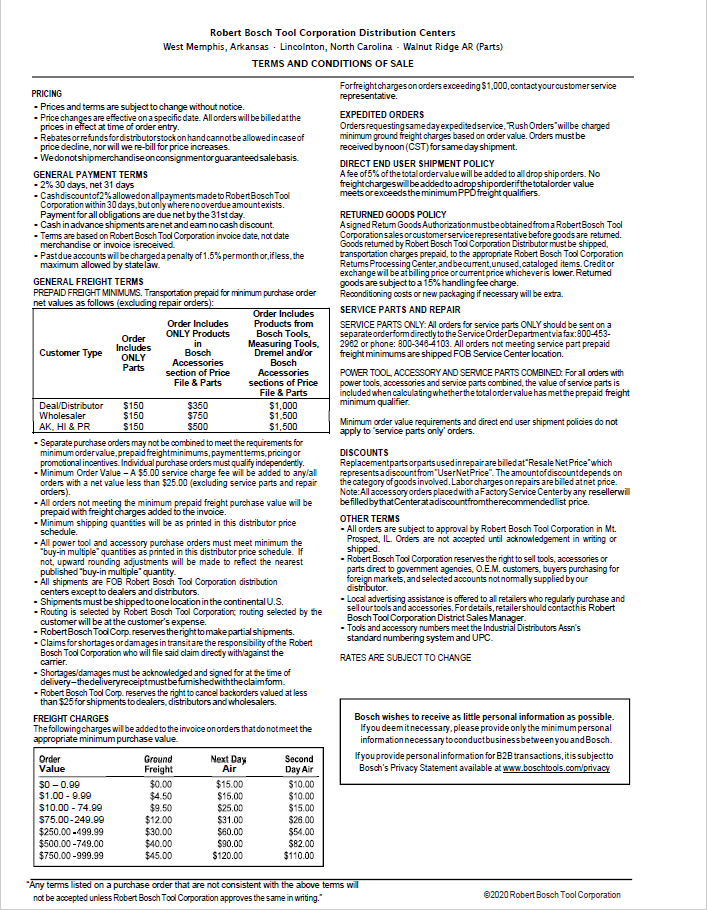 Robert Bosch Tool Corporation Distribution Centers
West Memphis, Arkansas · Lincolnton, North Carolina · Walnut Ridge AR (Parts)
TERMS AND CONDITIONS OF SALE
PRICING
- Prices and terms are subject to change without notice.
- Price changes are effective on a specific date. All orders will be billed at the
prices in effect at time of order entry.
- Rebates or refunds for distributor stock on hand cannot be allowed in case of
price decline, nor will we re-bill for price increases.
- We do not ship merchandise on consignment or guaranteed sale basis.
GENERAL PAYMENT TERMS
- 2% 30 days, net 31 days
- Cash discount of 2% allowed on all payments made to Robert Bosch Tool
Corporation within 30 days, but only where no overdue amount exists.
Payment for all obligations are due net by the 31st day.
- Cash in advance shipments are net and earn no cash discount.
- Terms are based on Robert Bosch Tool Corporation invoice date, not date
merchandise or invoice is received.
- Past due accounts will be charged a penalty of 1.5% per month or, if less, the
maximum allowed by state law.
GENERAL FREIGHT TERMS
PREPAID FREIGHT MINIMUMS. Transportation prepaid for minimum purchase order
net values as follows (excluding repair orders):
Customer Type
Order
Includes
ONLY
Parts
Order Includes
ONLY Products
in
Bosch
Accessories
section of Price
File & Parts
Order Includes
Products from
Bosch Tools,
Measuring Tools,
Dremel and/or
Bosch
Accessories
sections of Price
File & Parts
Deal/Distributor $150 $350 $1,000
Wholesaler $150 $750 $1,500
AK, HI & PR $150 $500 $1,500
- Separate purchase orders may not be combined to meet the requirements for
minimum order value, prepaid freight minimums, payment terms, pricing or
promotional incentives. Individual purchase orders must qualify independently.
- Minimum Order Value – A $5.00 service charge fee will be added to any/all
orders with a net value less than $25.00 (excluding service parts and repair
orders).
- All orders not meeting the minimum prepaid freight purchase value will be
prepaid with freight charges added to the invoice.
- Minimum shipping quantities will be as printed in this distributor price
schedule.
- All power tool and accessory purchase orders must meet minimum the
"buy-in multiple" quantities as printed in this distributor price schedule. If
not, upward rounding adjustments will be made to reflect the nearest
published "buy-in multiple" quantity.
- All shipments are FOB Robert Bosch Tool Corporation distribution
centers except to dealers and distributors.
- Shipments must be shipped to one location in the continental U.S.
- Routing is selected by Robert Bosch Tool Corporation; routing selected by the
customer will be at the customer's expense.
- Robert Bosch Tool Corp. reserves the right to make partial shipments.
- Claims for shortages or damages in transit are the responsibility of the Robert
Bosch Tool Corporation who will file said claim directly with/against the
carrier.
- Shortages/damages must be acknowledged and signed for at the time of
delivery – the delivery receipt must be furnished with the claim form.
- Robert Bosch Tool Corp. reserves the right to cancel backorders valued at less
than $25 for shipments to dealers, distributors and wholesalers.
FREIGHT CHARGES
The following charges will be added to the invoice on orders that do not meet the
appropriate minimum purchase value.
Order
Value
Ground
Freight
Next Day
Air
Second
Day Air
$0 – 0.99 $0.00 $15.00 $10.00
$1.00 - 9.99 $4.50 $15.00 $10.00
$10.00 - 74.99 $9.50 $25.00 $15.00
$75.00-249.99 $12.00 $31.00 $26.00
$250.00-499.99 $30.00 $60.00 $54.00
$500.00-749.00 $40.00 $90.00 $82.00
$750.00-999.99 $45.00 $120.00 $110.00
For freight charges on orders exceeding $1,000, contact your customer service
representative.
EXPEDITED ORDERS
Orders requesting same day expedited service, "Rush Orders" will be charged
minimum ground freight charges based on order value. Orders must be
received by noon (CST) for same day shipment.
DIRECT END USER SHIPMENT POLICY
A fee of 5% of the total order value will be added to all drop ship orders. No
freight charges will be added to a drop ship order if the total order value
meets or exceeds the minimum PPD freight qualifiers.
RETURNED GOODS POLICY
A signed Return Goods Authorization must be obtained from a Robert Bosch Tool
Corporation sales or customer service representative before goods are returned.
Goods returned by Robert Bosch Tool Corporation Distributor must be shipped,
transportation charges prepaid, to the appropriate Robert Bosch Tool Corporation
Returns Processing Center, and be current, unused, cataloged items. Credit or
exchange will be at billing price or current price whichever is lower. Returned
goods are subject to a 15% handling fee charge.
Reconditioning costs or new packaging if necessary will be extra.
SERVICE PARTS AND REPAIR
SERVICE PARTS ONLY: All orders for service parts ONLY should be sent on a
separate order form directly to the Service Order Department via fax: 800-453-
2962 or phone: 800-346-4103. All orders not meeting service part prepaid
freight minimums are shipped FOB Service Center location.
POWER TOOL, ACCESSORY AND SERVICE PARTS COMBINED: For all orders with
power tools, accessories and service parts combined, the value of service parts is
included when calculating whether the total order value has met the prepaid freight
minimum qualifier.
Minimum order value requirements and direct end user shipment policies do not
apply to 'service parts only' orders.
DISCOUNTS
Replacement parts or parts used in repair are billed at "Resale Net Price" which
represents a discount from "User Net Price". The amount of discount depends on
the category of goods involved. Labor charges on repairs are billed at net price.
Note: All accessory orders placed with a Factory Service Center by any reseller will
be filled by that Center at a discount from the recommended list price.
OTHER TERMS
- All orders are subject to approval by Robert Bosch Tool Corporation in Mt.
Prospect, IL. Orders are not accepted until acknowledgement in writing or
shipped.
- Robert Bosch Tool Corporation reserves the right to sell tools, accessories or
parts direct to government agencies, O.E.M. customers, buyers purchasing for
foreign markets, and selected accounts not normally supplied by our
distributor.
- Local advertising assistance is offered to all retailers who regularly purchase and
sell our tools and accessories. For details, retailer should contact his Robert
Bosch Tool Corporation District Sales Manager.
- Tools and accessory numbers meet the Industrial Distributors Assn's
standard numbering system and UPC.
RATES ARE SUBJECT TO CHANGE
Bosch wishes to receive as little personal information as possible.
If you deem it necessary, please provide only the minimum personal
information necessary to conduct business between you and Bosch.
If you provide personal information for B2B transactions, it is subject to
Bosch's Privacy Statement available at www.boschtools.com/privacy
"Any terms listed on a purchase order that are not consistent with the above terms will
not be accepted unless Robert Bosch Tool Corporation approves the same in writing."
©2020 Robert Bosch Tool Corporation